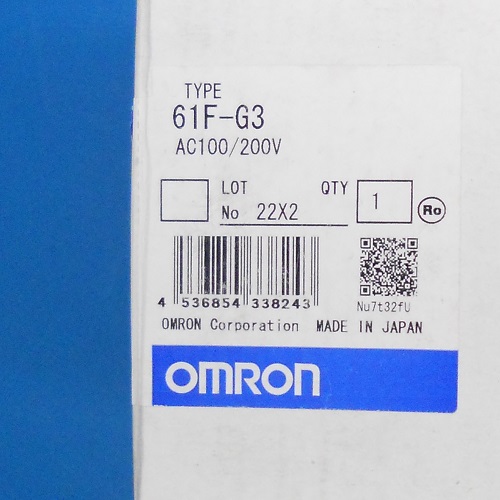 TYPE
61F-G3
AC100/200V
LOT QTY
No 22X2 1 Ro
4 536854 338243
Nu7t32fU
OMRON Corporation MADE IN JAPAN
OMRON